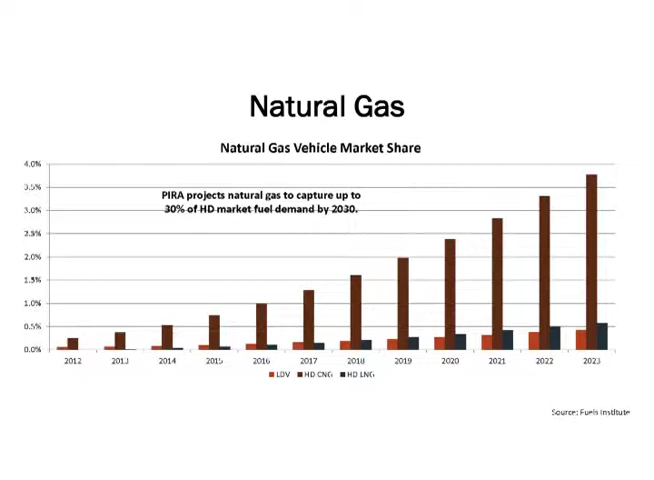 Natural Gas
Natural Gas Vehicle Market Share
4.0%
3.5%
3.0%
2.5%
2.0%
1.5%
1.0%
0.5%
0.0%
PIRA projects natural gas to capture up to
30% of HD market fuel demand by 2030.
2012 2013 2014 2015 2016 2017 2018 2019 2020 2021 2022 2023
LDV HD CNG HD LNG
Source: Fuels Institute